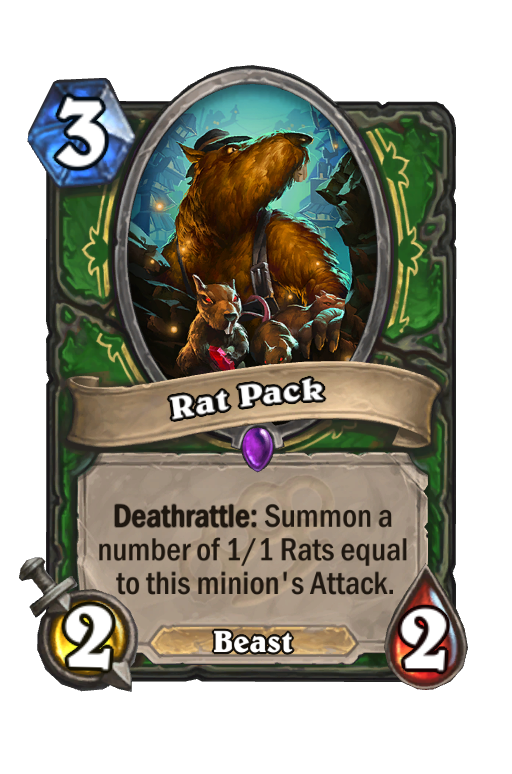 3
Rat Pack
Deathrattle: Summon a
number of 1/1 Rats equal
to this minion's Attack.
2
Beast
2